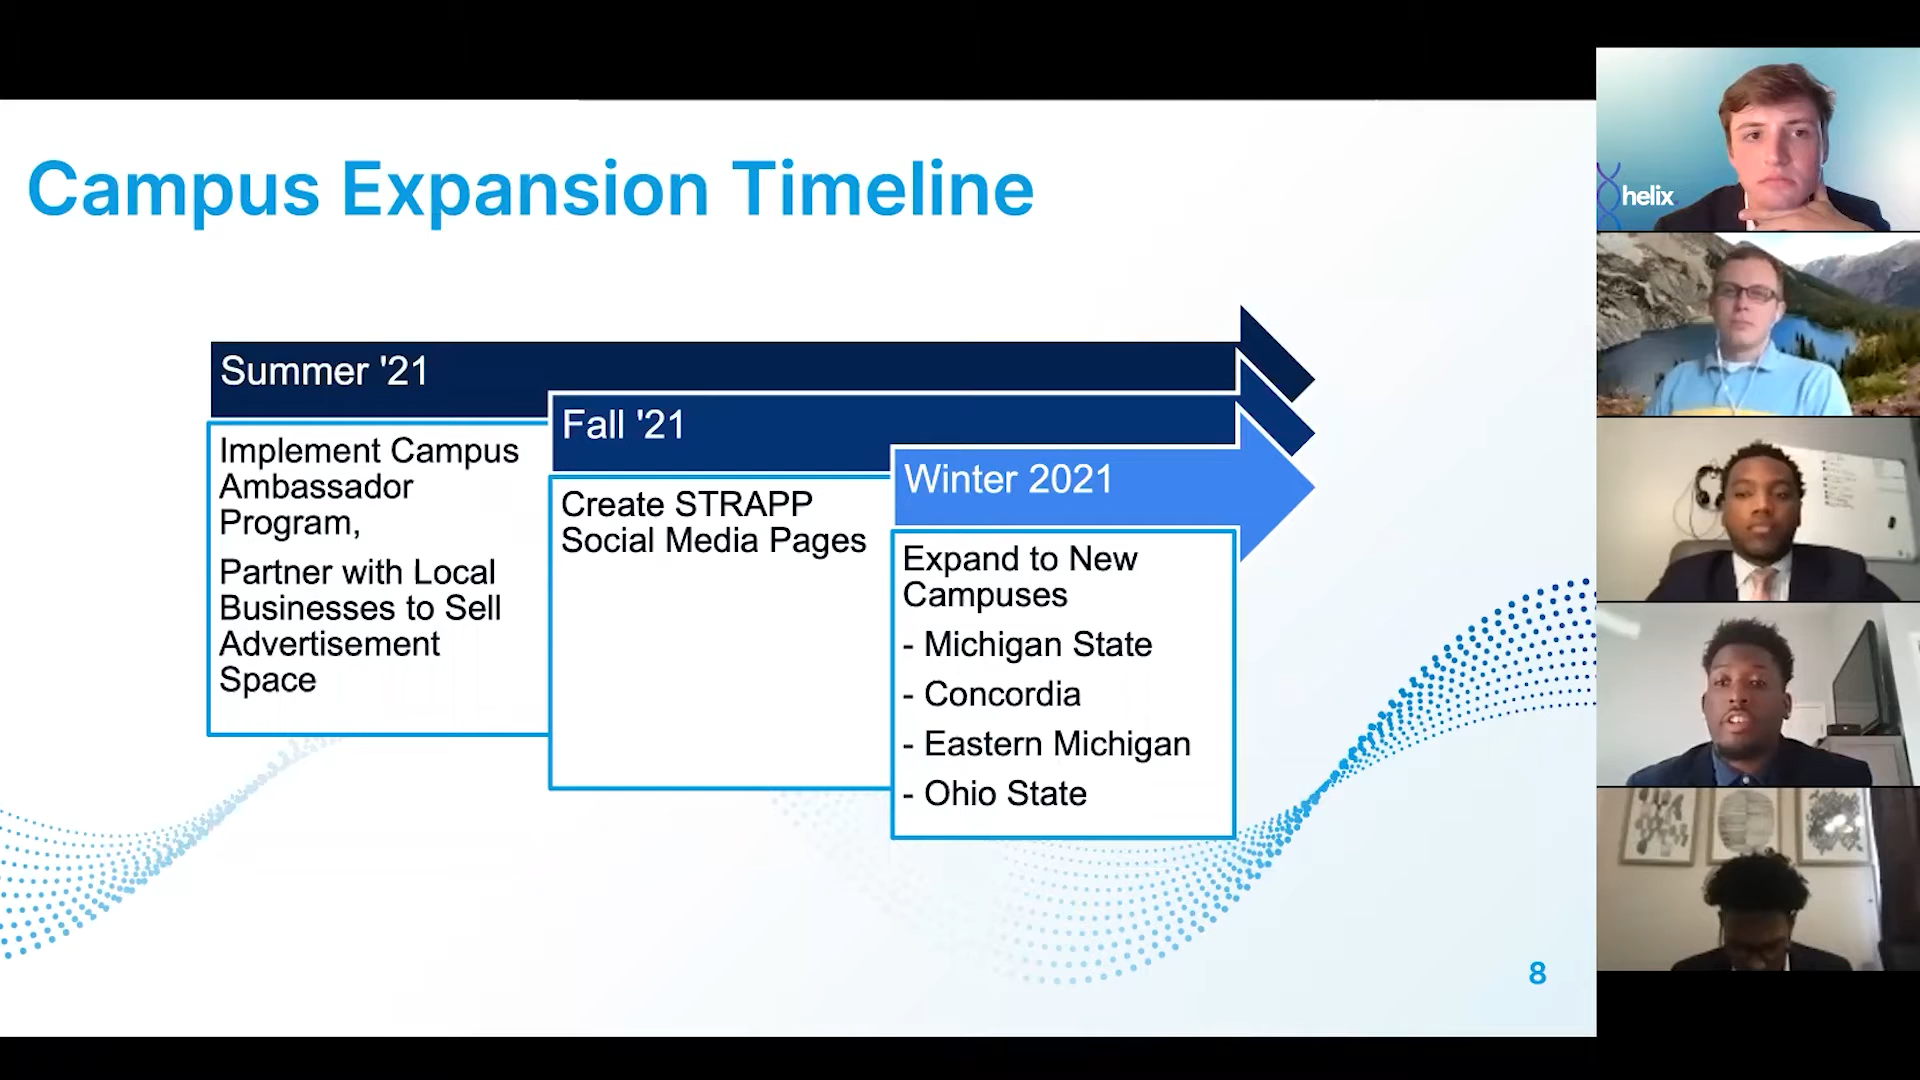 Campus Expansion Timeline
Summer '21
Implement Campus
Ambassador
Program,
Partner with Local
Businesses to Sell
Advertisement
Space
Fall '21
Create STRAPP
Social Media Pages
Winter 2021
Expand to New
Campuses
- Michigan State
- Concordia
- Eastern Michigan
- Ohio State
8
helix